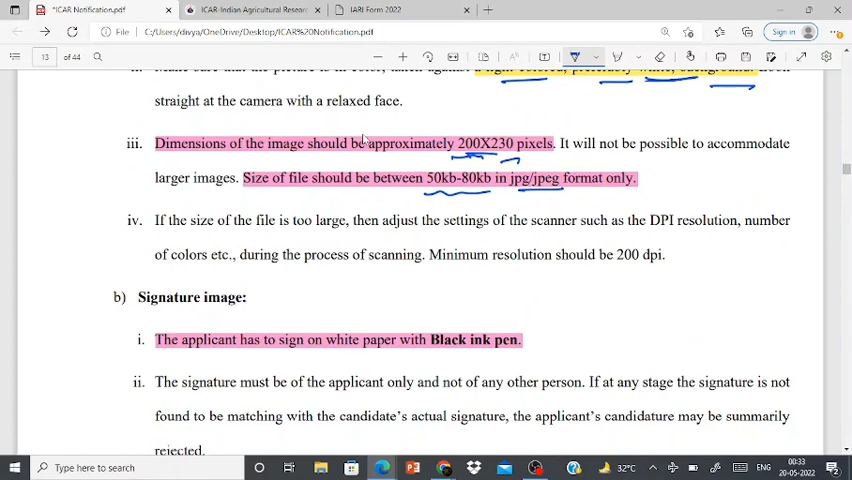 *ICAR Notification.pdf
ICAR-Indian Agricultural Resear
IARI Form 2022
File C:/Users/divya/OneDrive/Desktop/ICAR%20Notification.pdf
Sign in
13 of 44
straight at the camera with a relaxed face.
iii. Dimensions of the image should be approximately 200X230 pixels. It will not be possible to accommodate
larger images. Size of file should be between 50kb-80kb in jpg/jpeg format only.
iv. If the size of the file is too large, then adjust the settings of the scanner such as the DPI resolution, number
of colors etc., during the process of scanning. Minimum resolution should be 200 dpi.
b) Signature image:
i. The applicant has to sign on white paper with Black ink pen.
ii. The signature must be of the applicant only and not of any other person. If at any stage the signature is not
found to be matching with the candidate's actual signature, the applicant's candidature may be summarily
rejected.
Type here to search
32°C
ENG
00:33
20-05-2022
2